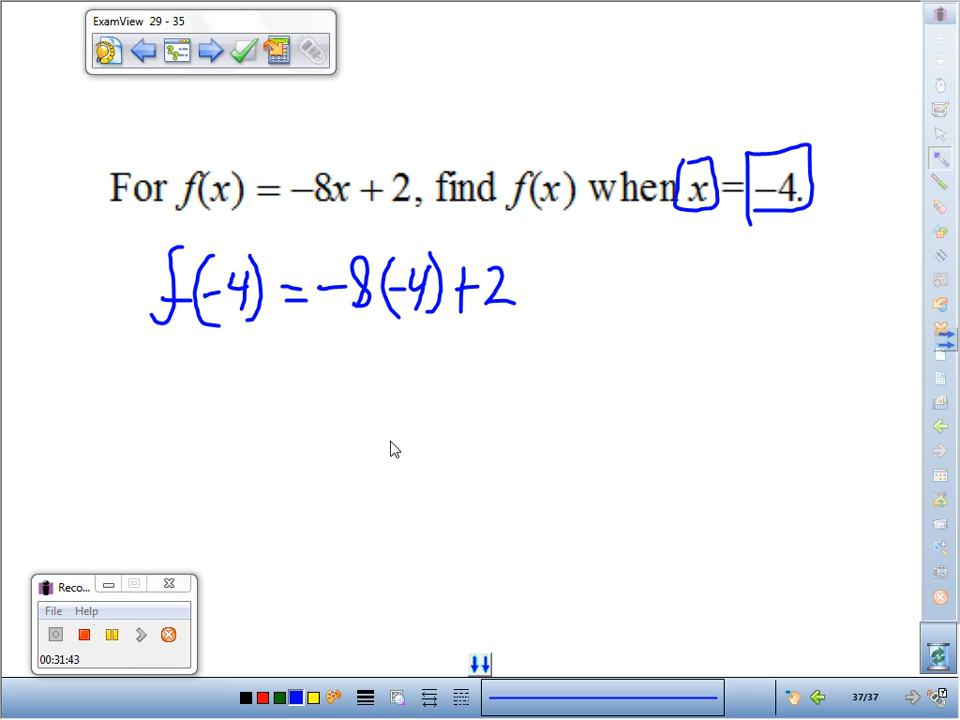 ExamView 29 - 35
For f(x) = −8x + 2, find f(x) when x = −4.
f(-4) = -8(-4)+2
Reco...
File Help
00:31:43
37/37